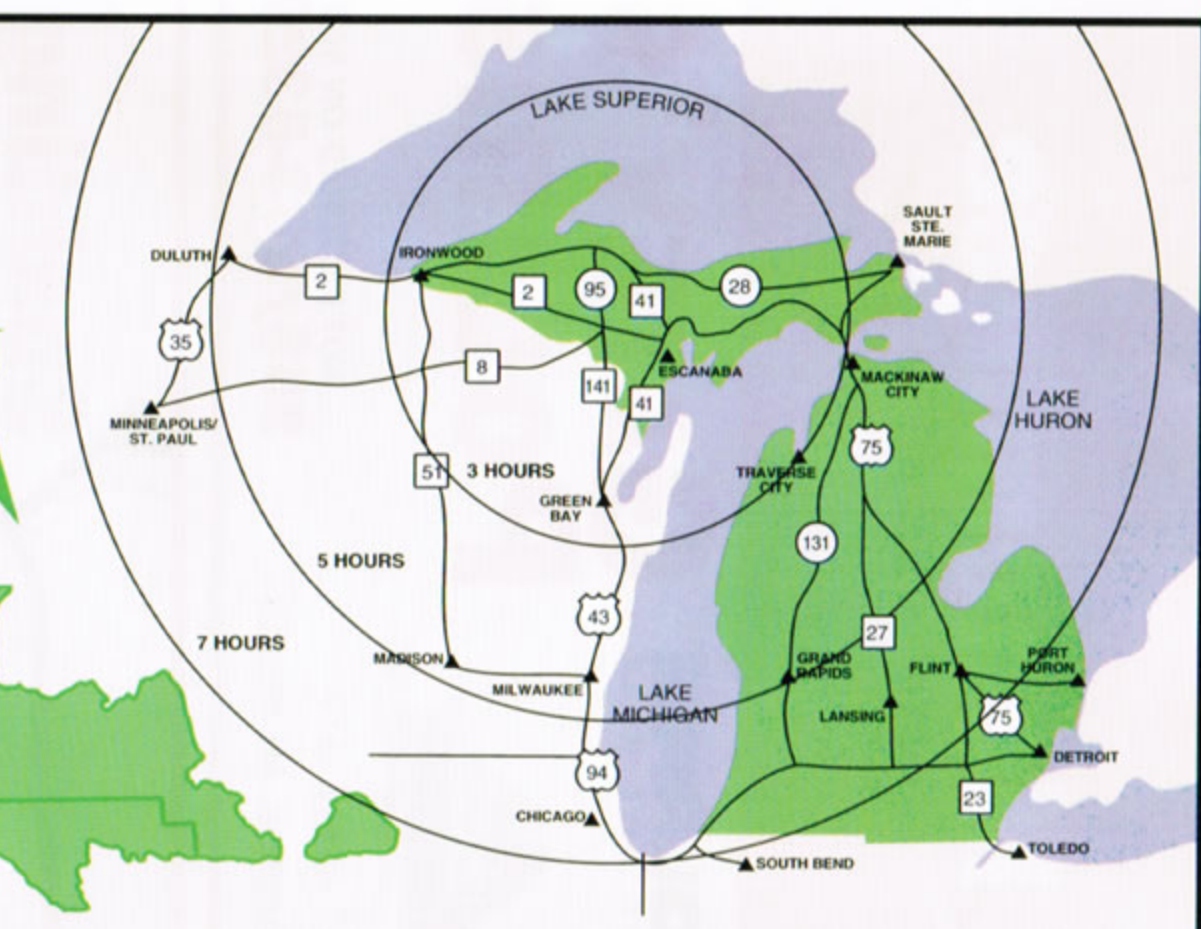 LAKE SUPERIOR
SAULT
STE.
MARIE
DULUTH
IRONWOOD
2
2
95
41
28
35
8
141
41
ESCANABA
MACKINAW
CITY
LAKE
HURON
MINNEAPOLIS/
ST. PAUL
75
51
3 HOURS
TRAVERSE
CITY
GREEN
BAY
131
5 HOURS
43
27
7 HOURS
MADISON
MILWAUKEE
GRAND
RAPIDS
FLINT
PORT
HURON
LAKE
MICHIGAN
LANSING
75
94
DETROIT
23
CHICAGO
SOUTH BEND
TOLEDO